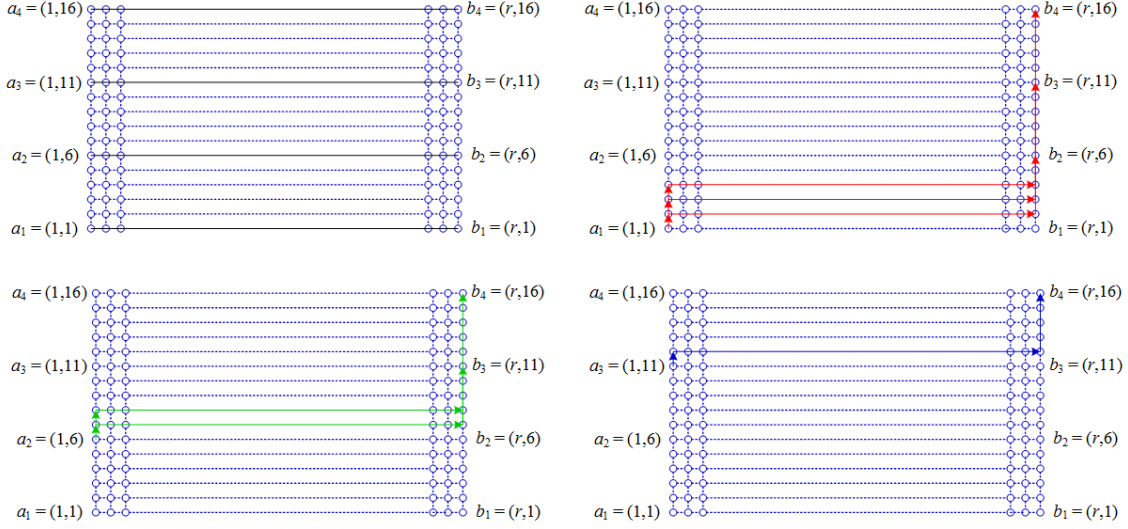 a₄ = (1,16) b₄ = (r,16)
a₃ = (1,11) b₃ = (r,11)
a₂ = (1,6) b₂ = (r,6)
a₁ = (1,1) b₁ = (r,1)
a₄ = (1,16) b₄ = (r,16)
a₃ = (1,11) b₃ = (r,11)
a₂ = (1,6) b₂ = (r,6)
a₁ = (1,1) b₁ = (r,1)
a₄ = (1,16) b₄ = (r,16)
a₃ = (1,11) b₃ = (r,11)
a₂ = (1,6) b₂ = (r,6)
a₁ = (1,1) b₁ = (r,1)
a₄ = (1,16) b₄ = (r,16)
a₃ = (1,11) b₃ = (r,11)
a₂ = (1,6) b₂ = (r,6)
a₁ = (1,1) b₁ = (r,1)